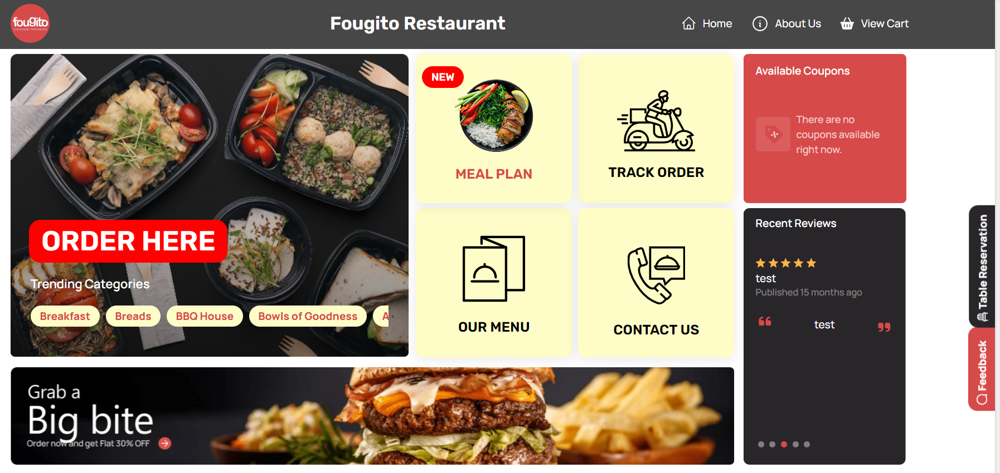 fougito
SUSTAINABLE TECHNOLOGY
Fougito Restaurant
Home
About Us
View Cart
ORDER HERE
Trending Categories
Breakfast
Breads
BBQ House
Bowls of Goodness
A
NEW
MEAL PLAN
TRACK ORDER
OUR MENU
CONTACT US
Available Coupons
There are no
coupons available
right now.
Recent Reviews
test
Published 15 months ago
“ test ”
Table Reservation
Feedback
Grab a
Big bite
Order now and get Flat 30% OFF